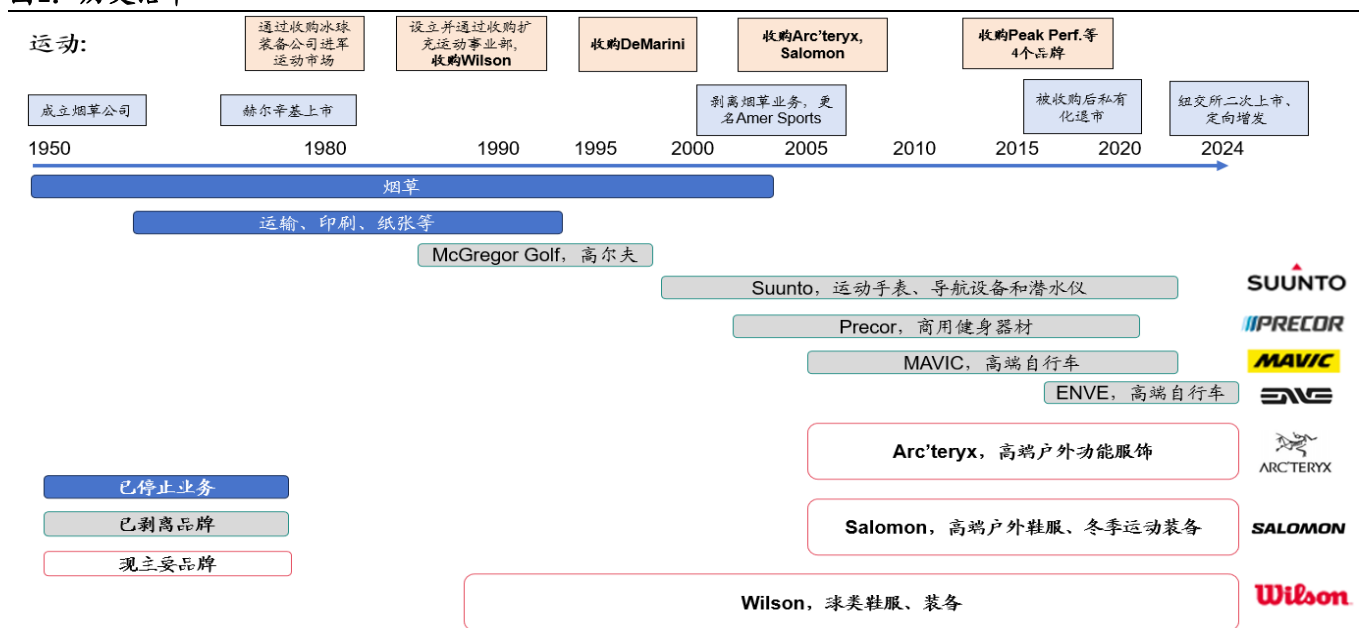 运动:
通过收购冰球
装备公司进军
运动市场
设立并通过收购扩
充运动事业部,
收购Wilson
收购DeMarini
收购Arc'teryx,
Salomon
收购Peak Perf.等
4个品牌
成立烟草公司
赫尔辛基上市
剥离烟草业务，更
名Amer Sports
被收购后私有
化退市
纽交所二次上市、
定向增发
1950 1980 1990 1995 2000 2005 2010 2015 2020 2024
烟草
运输、印刷、纸张等
McGregor Golf，高尔夫
Suunto，运动手表、导航设备和潜水仪
SUUNTO
Precor，商用健身器材
PRECOR
MAVIC，高端自行车
MAVIC
ENVE，高端自行车
ENVE
Arc'teryx，高端户外功能服饰
ARC'TERYX
已停止业务
已剥离品牌
Salomon，高端户外鞋服、冬季运动装备
SALOMON
现主要品牌
Wilson，球类鞋服、装备
Wilson